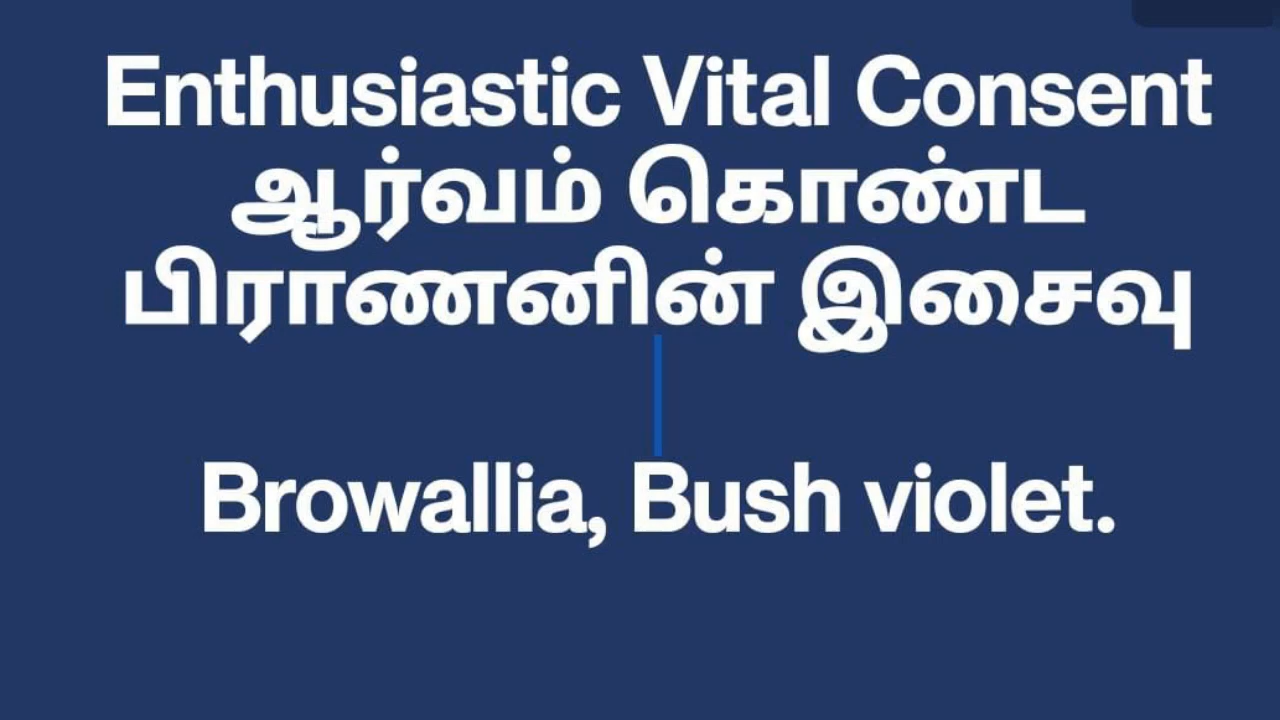 Enthusiastic Vital Consent
ஆர்வம் கொண்ட
பிராணனின் இசைவு
Browallia, Bush violet.